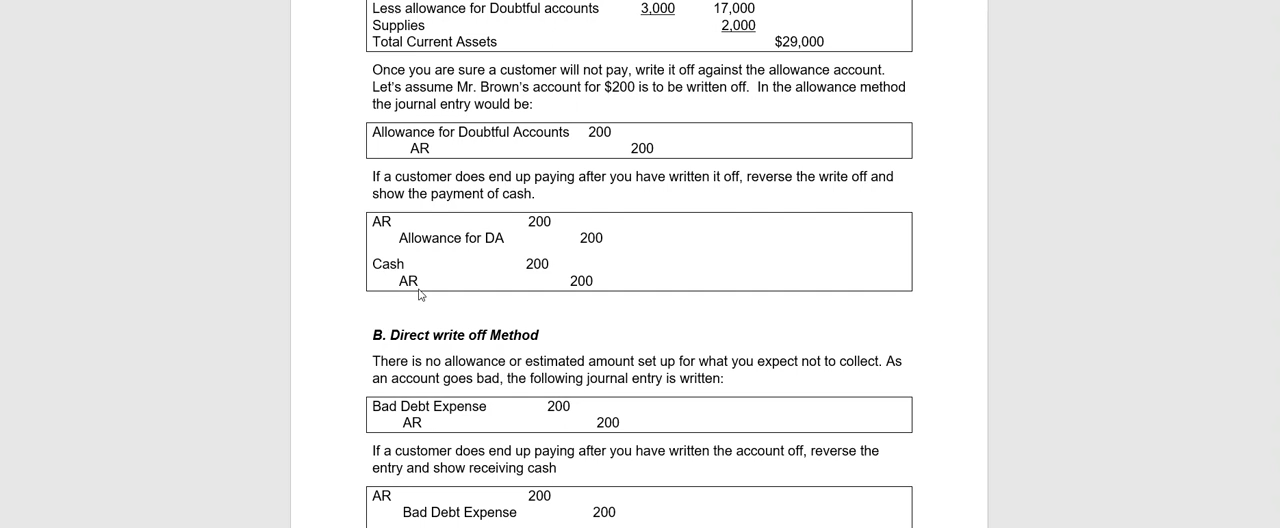 Less allowance for Doubtful accounts 3,000 17,000
Supplies 2,000
Total Current Assets $29,000
Once you are sure a customer will not pay, write it off against the allowance account.
Let's assume Mr. Brown's account for $200 is to be written off. In the allowance method
the journal entry would be:
Allowance for Doubtful Accounts 200
AR 200
If a customer does end up paying after you have written it off, reverse the write off and
show the payment of cash.
AR 200
Allowance for DA 200
Cash 200
AR 200
B. Direct write off Method
There is no allowance or estimated amount set up for what you expect not to collect. As
an account goes bad, the following journal entry is written:
Bad Debt Expense 200
AR 200
If a customer does end up paying after you have written the account off, reverse the
entry and show receiving cash
AR 200
Bad Debt Expense 200